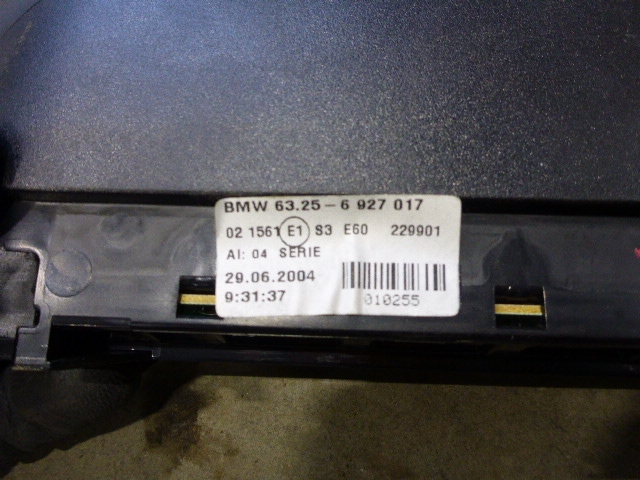 BMW 63.25-6 927 017
02 1561 E1 S3 E60 229901
AI: 04 SERIE
29.06.2004
9:31:37
010255